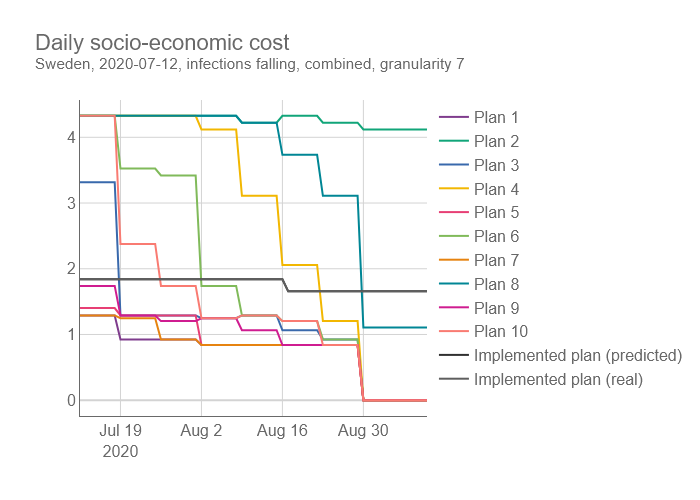 Daily socio-economic cost
Sweden, 2020-07-12, infections falling, combined, granularity 7
4
3
2
1
0
Jul 19
2020
Aug 2
Aug 16
Aug 30
Plan 1
Plan 2
Plan 3
Plan 4
Plan 5
Plan 6
Plan 7
Plan 8
Plan 9
Plan 10
Implemented plan (predicted)
Implemented plan (real)